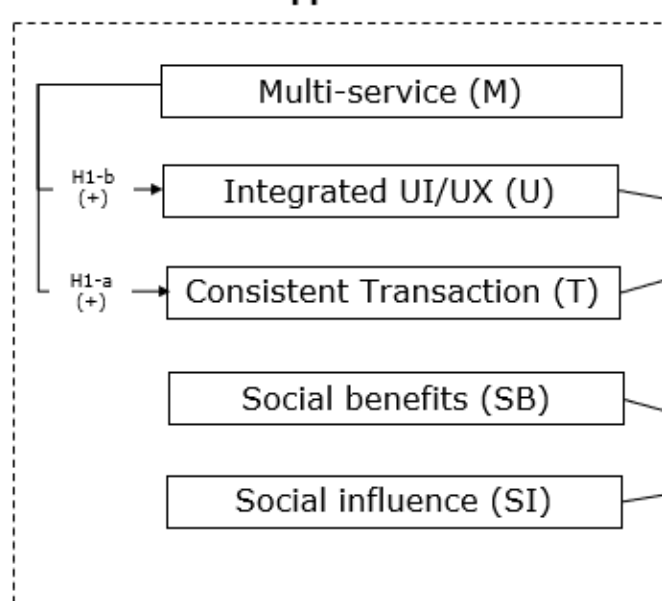 Multi-service (M)
H1-b
(+)
Integrated UI/UX (U)
H1-a
(+)
Consistent Transaction (T)
Social benefits (SB)
Social influence (SI)